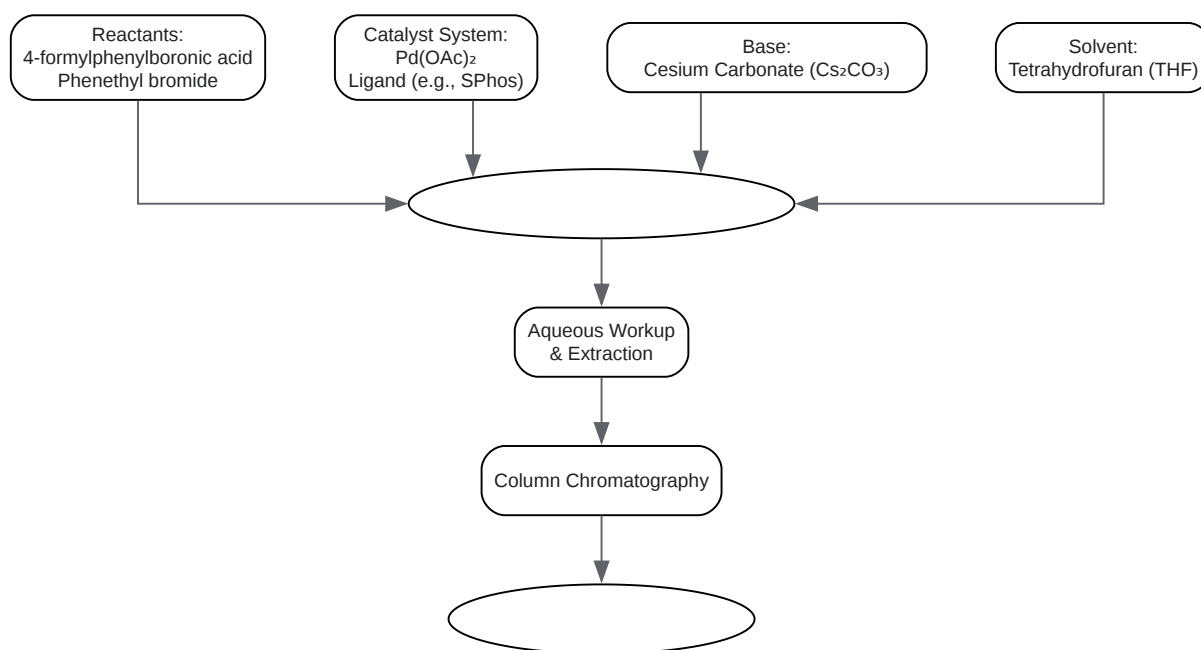 Reactants:
4-formylphenylboronic acid
Phenethyl bromide
Catalyst System:
Pd(OAc)₂
Ligand (e.g., SPhos)
Base:
Cesium Carbonate (Cs₂CO₃)
Solvent:
Tetrahydrofuran (THF)
Aqueous Workup
& Extraction
Column Chromatography